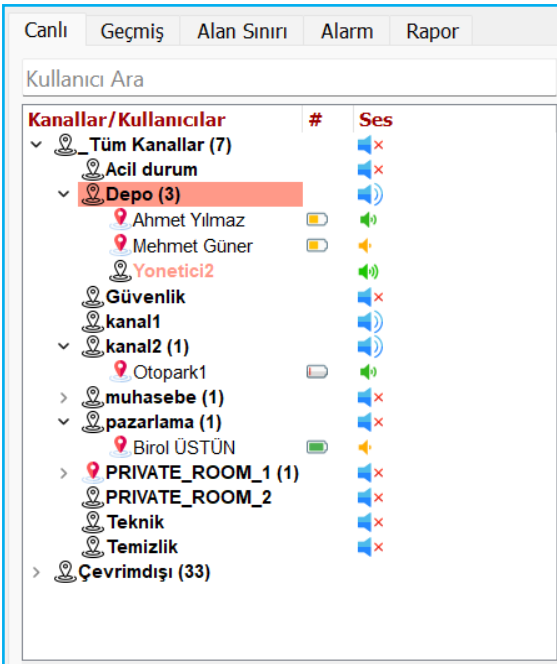 Canlı Geçmiş Alan Sınırı Alarm Rapor
Kullanıcı Ara
Kanallar/Kullanıcılar # Ses
_Tüm Kanallar (7)
Acil durum
Depo (3)
Ahmet Yılmaz
Mehmet Güner
Yonetici2
Güvenlik
kanal1
kanal2 (1)
Otopark1
muhasebe (1)
pazarlama (1)
Birol ÜSTÜN
PRIVATE_ROOM_1 (1)
PRIVATE_ROOM_2
Teknik
Temizlik
Çevrimdışı (33)